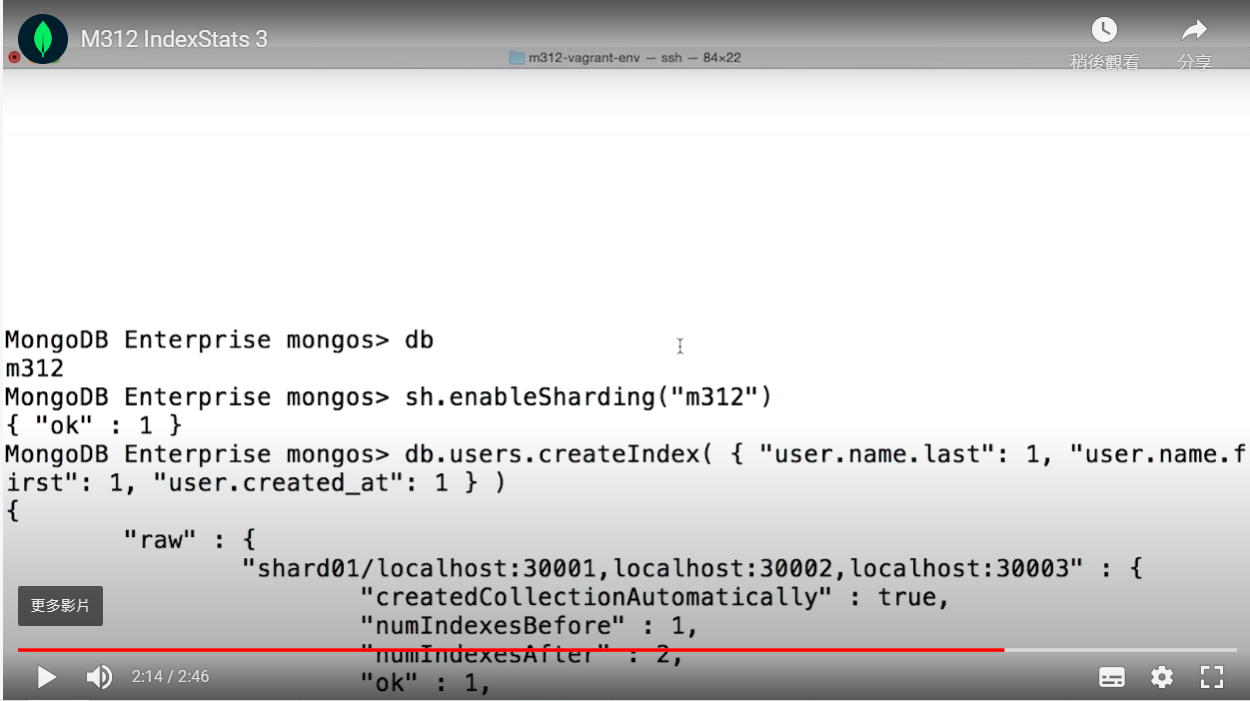 M312 IndexStats 3
稍後觀看
分享
m312-vagrant-env — ssh — 84×22
MongoDB Enterprise mongos> db
m312
MongoDB Enterprise mongos> sh.enableSharding("m312")
{ "ok" : 1 }
MongoDB Enterprise mongos> db.users.createIndex( { "user.name.last": 1, "user.name.f
irst": 1, "user.created_at": 1 } )
{
"raw" : {
"shard01/localhost:30001,localhost:30002,localhost:30003" : {
"createdCollectionAutomatically" : true,
"numIndexesBefore" : 1,
"numIndexesAfter" : 2,
"ok" : 1,
更多影片
2:14 / 2:46